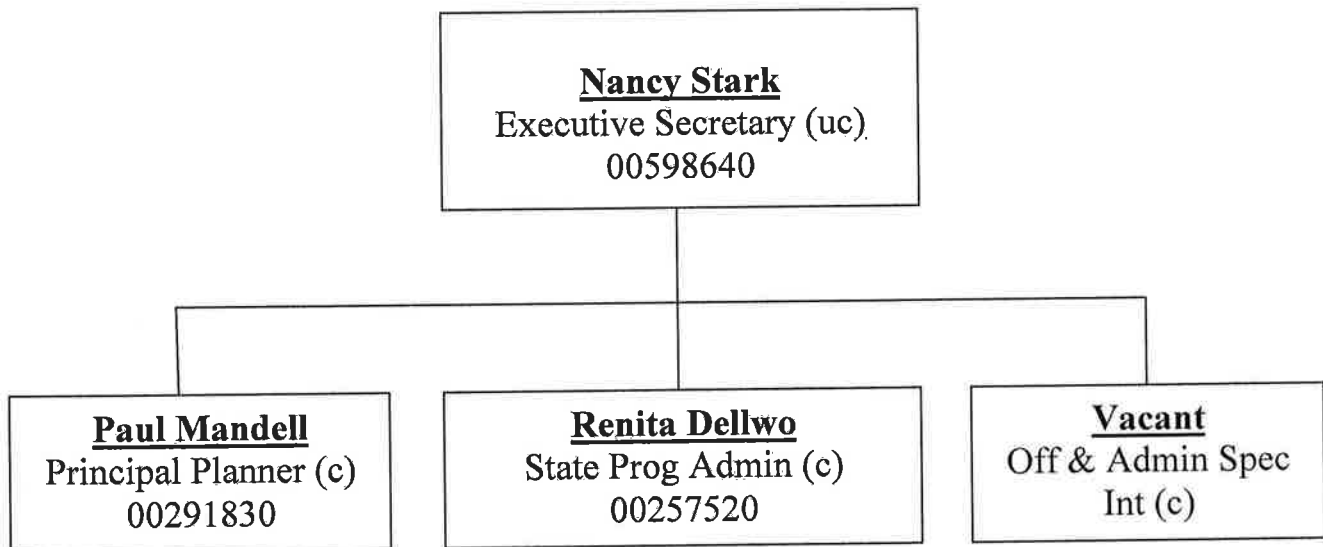 Nancy Stark
Executive Secretary (uc)
00598640
Paul Mandell
Principal Planner (c)
00291830
Renita Dellwo
State Prog Admin (c)
00257520
Vacant
Off & Admin Spec
Int (c)